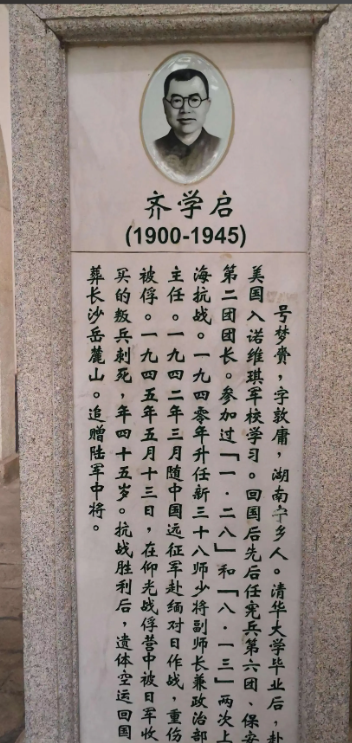 齐学启
(1900-1945)
号梦赉，字敦庸，湖南宁乡人。清华大学毕业后，赴
美国入诺维琪军校学习。回国后先后任宪兵第六团、保安
第二团团长。参加过「一·二八」和「八·一三」两次上
海抗战。一九四零年升任新三十八师少将副师长兼政治部
主任。一九四二年三月随中国远征军赴缅对日作战，重伤
被俘。一九四五年五月十三日，在仰光战俘营中被日军收
买的叛兵刺死，年四十五岁。抗战胜利后，遗体空运回国
葬长沙岳麓山。追赠陆军中将。